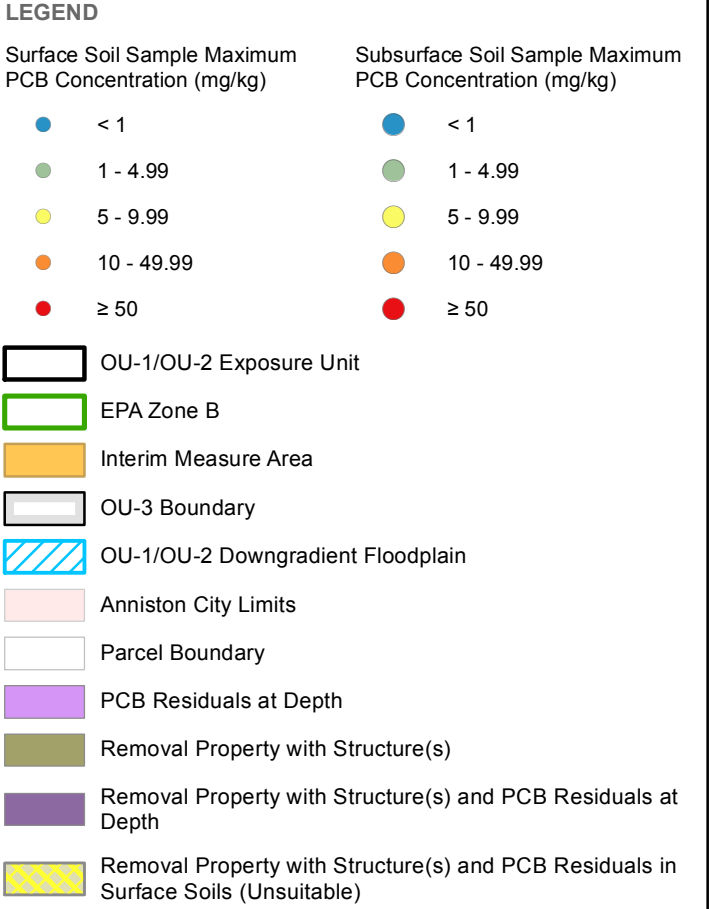 LEGEND
Surface Soil Sample Maximum
PCB Concentration (mg/kg)
< 1
1 - 4.99
5 - 9.99
10 - 49.99
≥ 50
Subsurface Soil Sample Maximum
PCB Concentration (mg/kg)
< 1
1 - 4.99
5 - 9.99
10 - 49.99
≥ 50
OU-1/OU-2 Exposure Unit
EPA Zone B
Interim Measure Area
OU-3 Boundary
OU-1/OU-2 Downgradient Floodplain
Anniston City Limits
Parcel Boundary
PCB Residuals at Depth
Removal Property with Structure(s)
Removal Property with Structure(s) and PCB Residuals at
Depth
Removal Property with Structure(s) and PCB Residuals in
Surface Soils (Unsuitable)